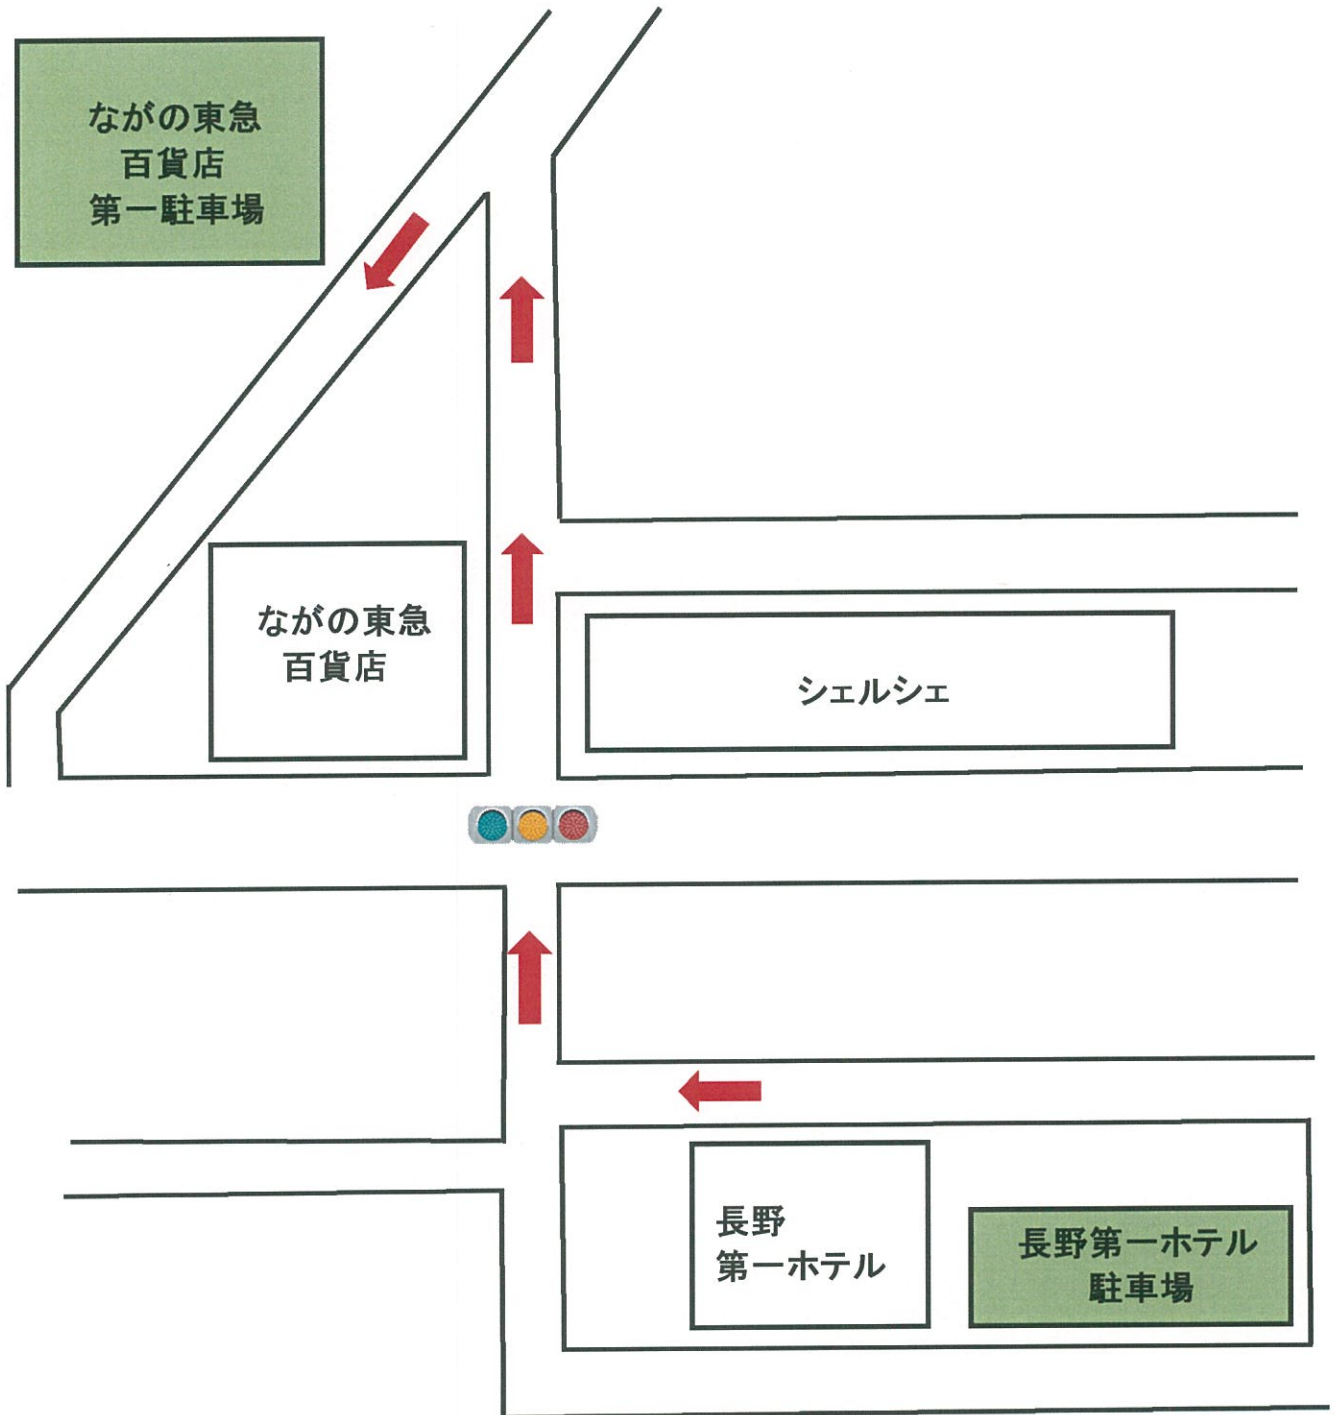 ながの東急
百貨店
第一駐車場
ながの東急
百貨店
シェルシェ
長野
第一ホテル
長野第一ホテル
駐車場